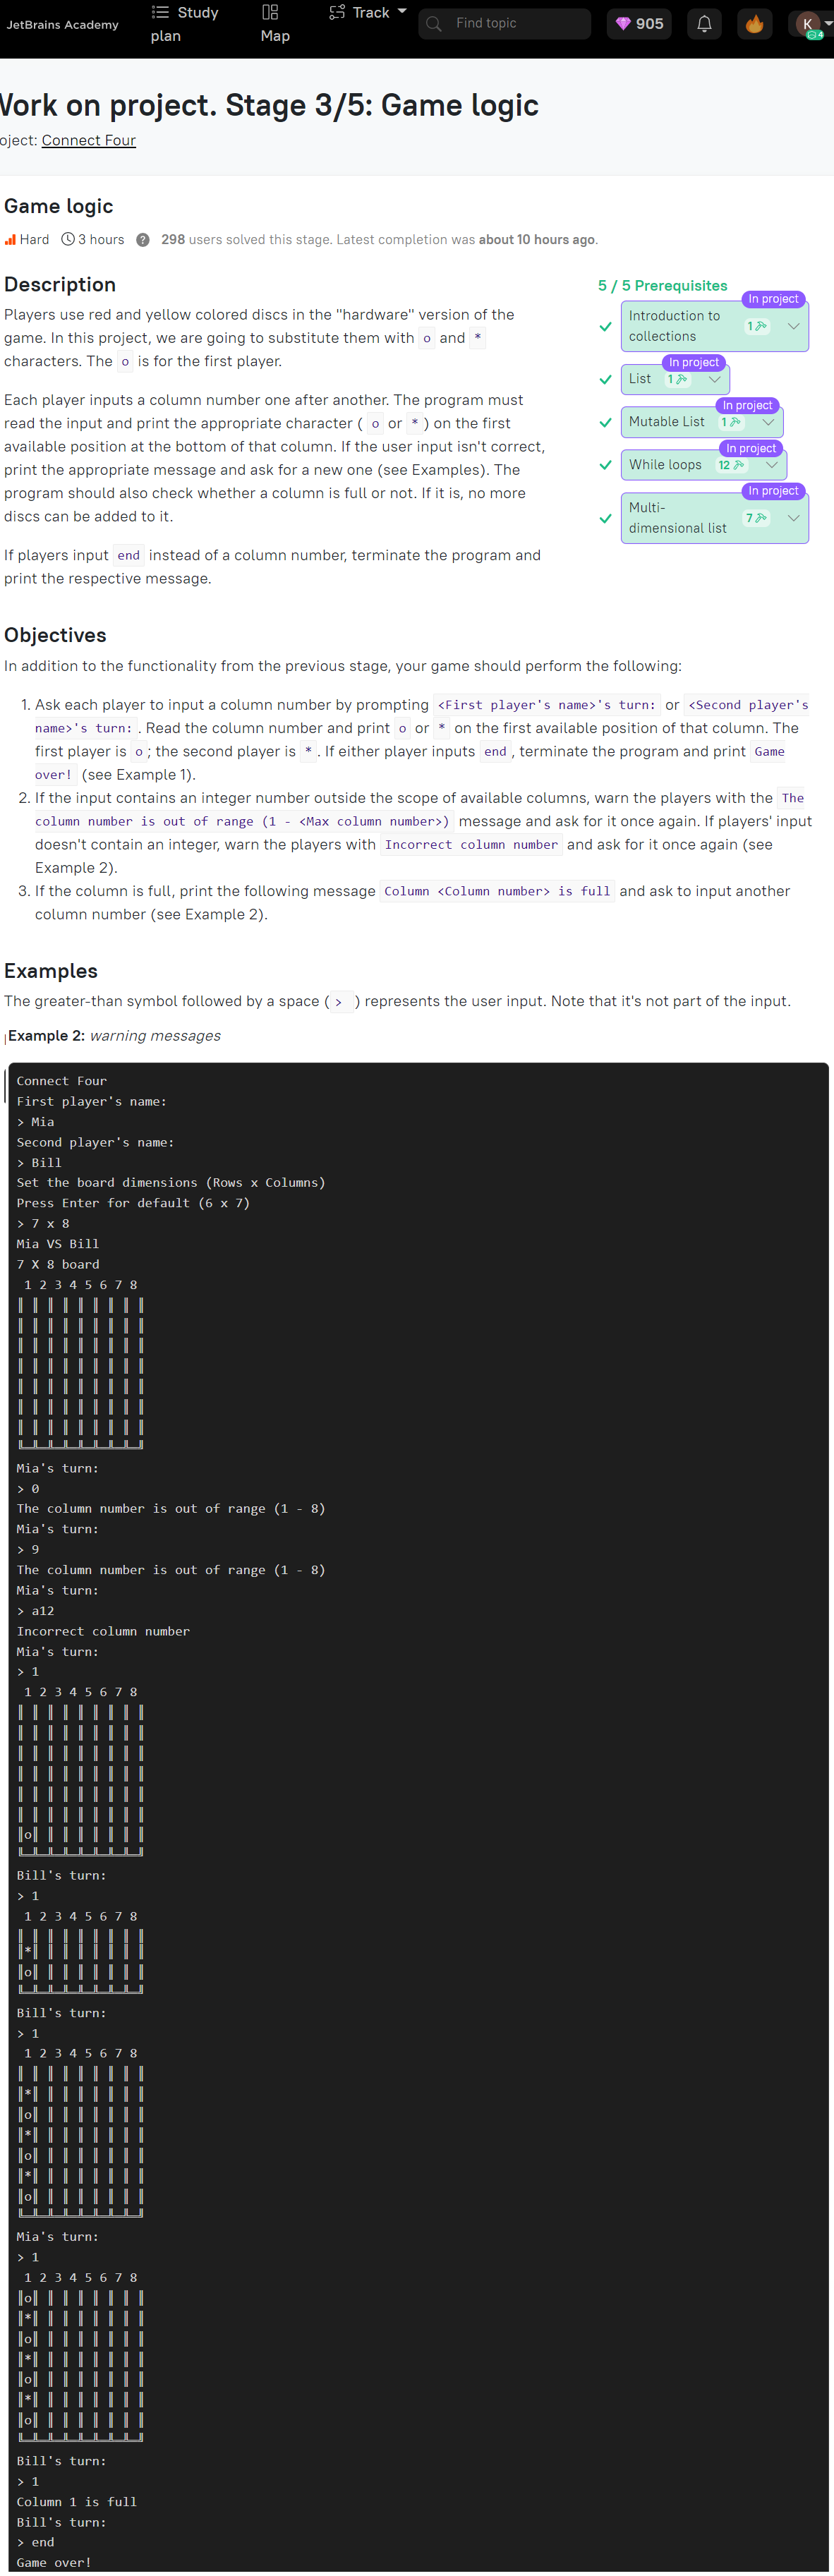 JetBrains Academy
Study
plan
Map
Track
Find topic
905
K
4
Work on project. Stage 3/5: Game logic
oject: Connect Four
Game logic
Hard 3 hours ? 298 users solved this stage. Latest completion was about 10 hours ago.
Description
Players use red and yellow colored discs in the "hardware" version of the
game. In this project, we are going to substitute them with o and *
characters. The o is for the first player.
Each player inputs a column number one after another. The program must
read the input and print the appropriate character ( o or * ) on the first
available position at the bottom of that column. If the user input isn't correct,
print the appropriate message and ask for a new one (see Examples). The
program should also check whether a column is full or not. If it is, no more
discs can be added to it.
If players input end instead of a column number, terminate the program and
print the respective message.
5 / 5 Prerequisites
In project
Introduction to
collections
1
In project
List 1
In project
Mutable List 1
In project
While loops 12
In project
Multi-
dimensional list
7
Objectives
In addition to the functionality from the previous stage, your game should perform the following:
1. Ask each player to input a column number by prompting <First player's name>'s turn: or <Second player's
name>'s turn: . Read the column number and print o or * on the first available position of that column. The
first player is o ; the second player is * . If either player inputs end , terminate the program and print Game
over! (see Example 1).
2. If the input contains an integer number outside the scope of available columns, warn the players with the The
column number is out of range (1 - <Max column number>) message and ask for it once again. If players' input
doesn't contain an integer, warn the players with Incorrect column number and ask for it once again (see
Example 2).
3. If the column is full, print the following message Column <Column number> is full and ask to input another
column number (see Example 2).
Examples
The greater-than symbol followed by a space ( > ) represents the user input. Note that it's not part of the input.
Example 2: warning messages
Connect Four
First player's name:
> Mia
Second player's name:
> Bill
Set the board dimensions (Rows x Columns)
Press Enter for default (6 x 7)
> 7 x 8
Mia VS Bill
7 X 8 board
 1 2 3 4 5 6 7 8
║ ║ ║ ║ ║ ║ ║ ║ ║
║ ║ ║ ║ ║ ║ ║ ║ ║
║ ║ ║ ║ ║ ║ ║ ║ ║
║ ║ ║ ║ ║ ║ ║ ║ ║
║ ║ ║ ║ ║ ║ ║ ║ ║
║ ║ ║ ║ ║ ║ ║ ║ ║
║ ║ ║ ║ ║ ║ ║ ║ ║
╚═╩═╩═╩═╩═╩═╩═╩═╝
Mia's turn:
> 0
The column number is out of range (1 - 8)
Mia's turn:
> 9
The column number is out of range (1 - 8)
Mia's turn:
> a12
Incorrect column number
Mia's turn:
> 1
 1 2 3 4 5 6 7 8
║ ║ ║ ║ ║ ║ ║ ║ ║
║ ║ ║ ║ ║ ║ ║ ║ ║
║ ║ ║ ║ ║ ║ ║ ║ ║
║ ║ ║ ║ ║ ║ ║ ║ ║
║ ║ ║ ║ ║ ║ ║ ║ ║
║ ║ ║ ║ ║ ║ ║ ║ ║
║o║ ║ ║ ║ ║ ║ ║ ║
╚═╩═╩═╩═╩═╩═╩═╩═╝
Bill's turn:
> 1
 1 2 3 4 5 6 7 8
║ ║ ║ ║ ║ ║ ║ ║ ║
║*║ ║ ║ ║ ║ ║ ║ ║
║o║ ║ ║ ║ ║ ║ ║ ║
╚═╩═╩═╩═╩═╩═╩═╩═╝
Bill's turn:
> 1
 1 2 3 4 5 6 7 8
║ ║ ║ ║ ║ ║ ║ ║ ║
║*║ ║ ║ ║ ║ ║ ║ ║
║o║ ║ ║ ║ ║ ║ ║ ║
║*║ ║ ║ ║ ║ ║ ║ ║
║o║ ║ ║ ║ ║ ║ ║ ║
║*║ ║ ║ ║ ║ ║ ║ ║
║o║ ║ ║ ║ ║ ║ ║ ║
╚═╩═╩═╩═╩═╩═╩═╩═╝
Mia's turn:
> 1
 1 2 3 4 5 6 7 8
║o║ ║ ║ ║ ║ ║ ║ ║
║*║ ║ ║ ║ ║ ║ ║ ║
║o║ ║ ║ ║ ║ ║ ║ ║
║*║ ║ ║ ║ ║ ║ ║ ║
║o║ ║ ║ ║ ║ ║ ║ ║
║*║ ║ ║ ║ ║ ║ ║ ║
║o║ ║ ║ ║ ║ ║ ║ ║
╚═╩═╩═╩═╩═╩═╩═╩═╝
Bill's turn:
> 1
Column 1 is full
Bill's turn:
> end
Game over!